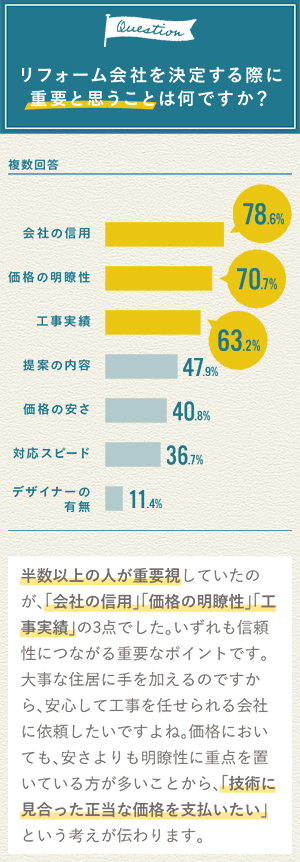 Question
リフォーム会社を決定する際に
重要と思うことは何ですか？
複数回答
会社の信用
78.6%
価格の明瞭性
70.7%
工事実績
63.2%
提案の内容
47.9%
価格の安さ
40.8%
対応スピード
36.7%
デザイナーの
有無
11.4%
半数以上の人が重要視していたの
が、「会社の信用」「価格の明瞭性」「工
事実績」の3点でした。いずれも信頼
性につながる重要なポイントです。
大事な住居に手を加えるのですか
ら、安心して工事を任せられる会社
に依頼したいですよね。価格におい
ても、安さよりも明瞭性に重点を置
いている方が多いことから、「技術に
見合った正当な価格を支払いたい」
という考えが伝わります。